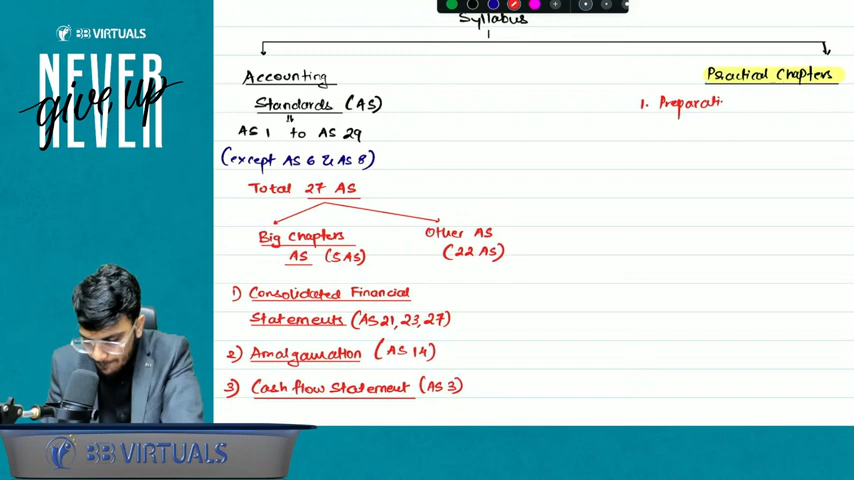 BB VIRTUALS
NEVER
give up
NEVER
Syllabus
Accounting
Standards (AS)
AS 1 to AS 29
(except AS 6 & AS 8)
Total 27 AS
Big Chapters
AS (5 AS)
Other AS
(22 AS)
1) Consolidated Financial
Statements (AS 21, 23, 27)
2) Amalgamation (AS 14)
3) Cash flow Statement (AS 3)
Practical Chapters
1. Preparati
BB VIRTUALS